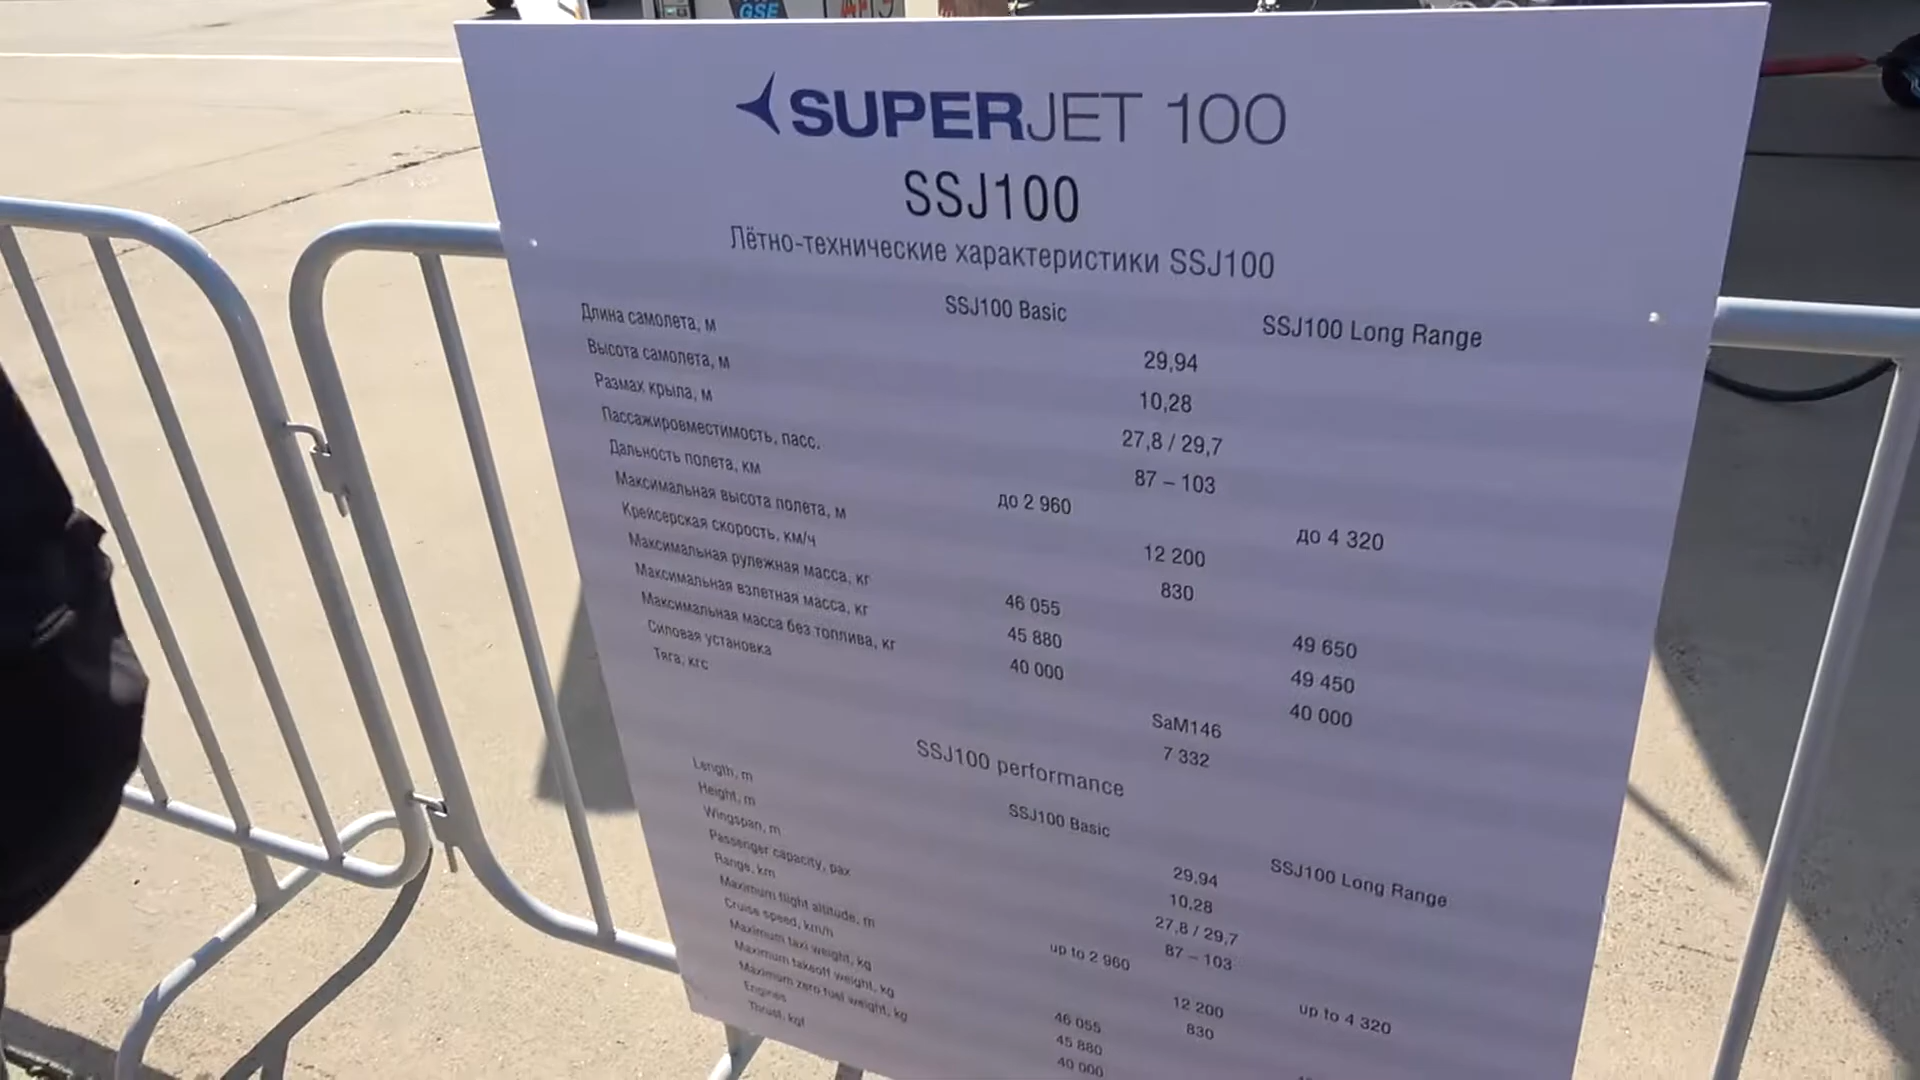 GSE
SUPERJET 100
SSJ100
Лётно-технические характеристики SSJ100
SSJ100 Basic SSJ100 Long Range
Длина самолета, м 29,94
Высота самолета, м 10,28
Размах крыла, м 27,8 / 29,7
Пассажировместимость, пасс. 87 – 103
Дальность полета, км до 2 960 до 4 320
Максимальная высота полета, м 12 200
Крейсерская скорость, км/ч 830
Максимальная рулежная масса, кг 46 055 49 650
Максимальная взлетная масса, кг 45 880 49 450
Максимальная масса без топлива, кг 40 000 40 000
Силовая установка SaM146
Тяга, кгс 7 332
SSJ100 performance
SSJ100 Basic SSJ100 Long Range
Length, m 29,94
Height, m 10,28
Wingspan, m 27,8 / 29,7
Passenger capacity, pax 87 – 103
Range, km up to 2 960 up to 4 320
Maximum flight altitude, m 12 200
Cruise speed, km/h 830
Maximum taxi weight, kg 46 055
Maximum takeoff weight, kg 45 880
Maximum zero fuel weight, kg 40 000
Engines
Thrust, kgf